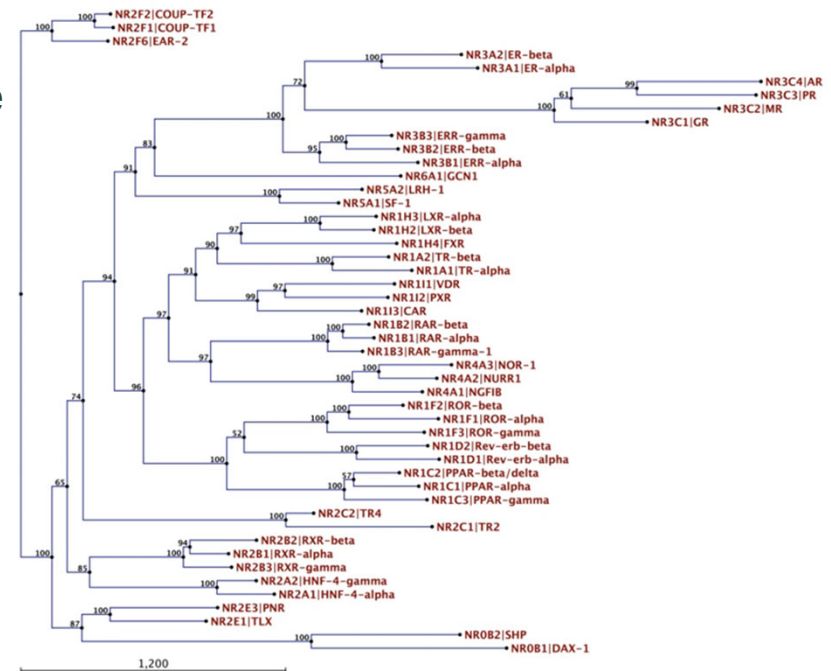 NR2F2|COUP-TF2
100
NR2F1|COUP-TF1
100
NR2F6|EAR-2
NR3A2|ER-beta
100
NR3A1|ER-alpha
e
72
NR3C4|AR
99
NR3C3|PR
61
NR3C2|MR
100
NR3C1|GR
100
NR3B3|ERR-gamma
100
NR3B2|ERR-beta
95
NR3B1|ERR-alpha
83
NR6A1|GCN1
91
NR5A2|LRH-1
100
NR5A1|SF-1
NR1H3|LXR-alpha
100
NR1H2|LXR-beta
97
NR1H4|FXR
90
NR1A2|TR-beta
100
NR1A1|TR-alpha
91
94
NR1I1|VDR
97
NR1I2|PXR
99
NR1I3|CAR
97
NR1B2|RAR-beta
100
NR1B1|RAR-alpha
100
NR1B3|RAR-gamma-1
97
NR4A3|NOR-1
100
NR4A2|NURR1
100
NR4A1|NGFIB
96
74
NR1F2|ROR-beta
100
NR1F1|ROR-alpha
100
NR1F3|ROR-gamma
52
NR1D2|Rev-erb-beta
100
NR1D1|Rev-erb-alpha
100
NR1C2|PPAR-beta/delta
57
NR1C1|PPAR-alpha
100
NR1C3|PPAR-gamma
65
NR2C2|TR4
100
NR2C1|TR2
NR2B2|RXR-beta
94
NR2B1|RXR-alpha
100
100
NR2B3|RXR-gamma
85
NR2A2|HNF-4-gamma
100
NR2A1|HNF-4-alpha
NR2E3|PNR
100
NR2E1|TLX
87
NR0B2|SHP
100
NR0B1|DAX-1
1,200